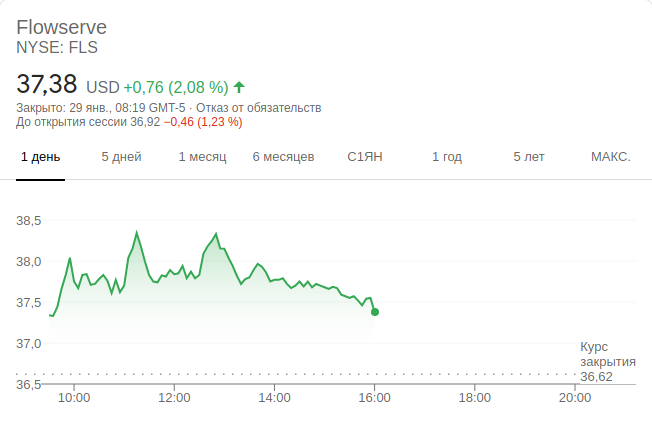 Flowserve
NYSE: FLS
37,38 USD +0,76 (2,08 %)
Закрыто: 29 янв., 08:19 GMT-5 · Отказ от обязательств
До открытия сессии 36,92 −0,46 (1,23 %)
1 день 5 дней 1 месяц 6 месяцев С1ЯН 1 год 5 лет МАКС.
38,5
38,0
37,5
37,0
Курс
закрытия
36,62
36,5
10:00 12:00 14:00 16:00 18:00 20:00